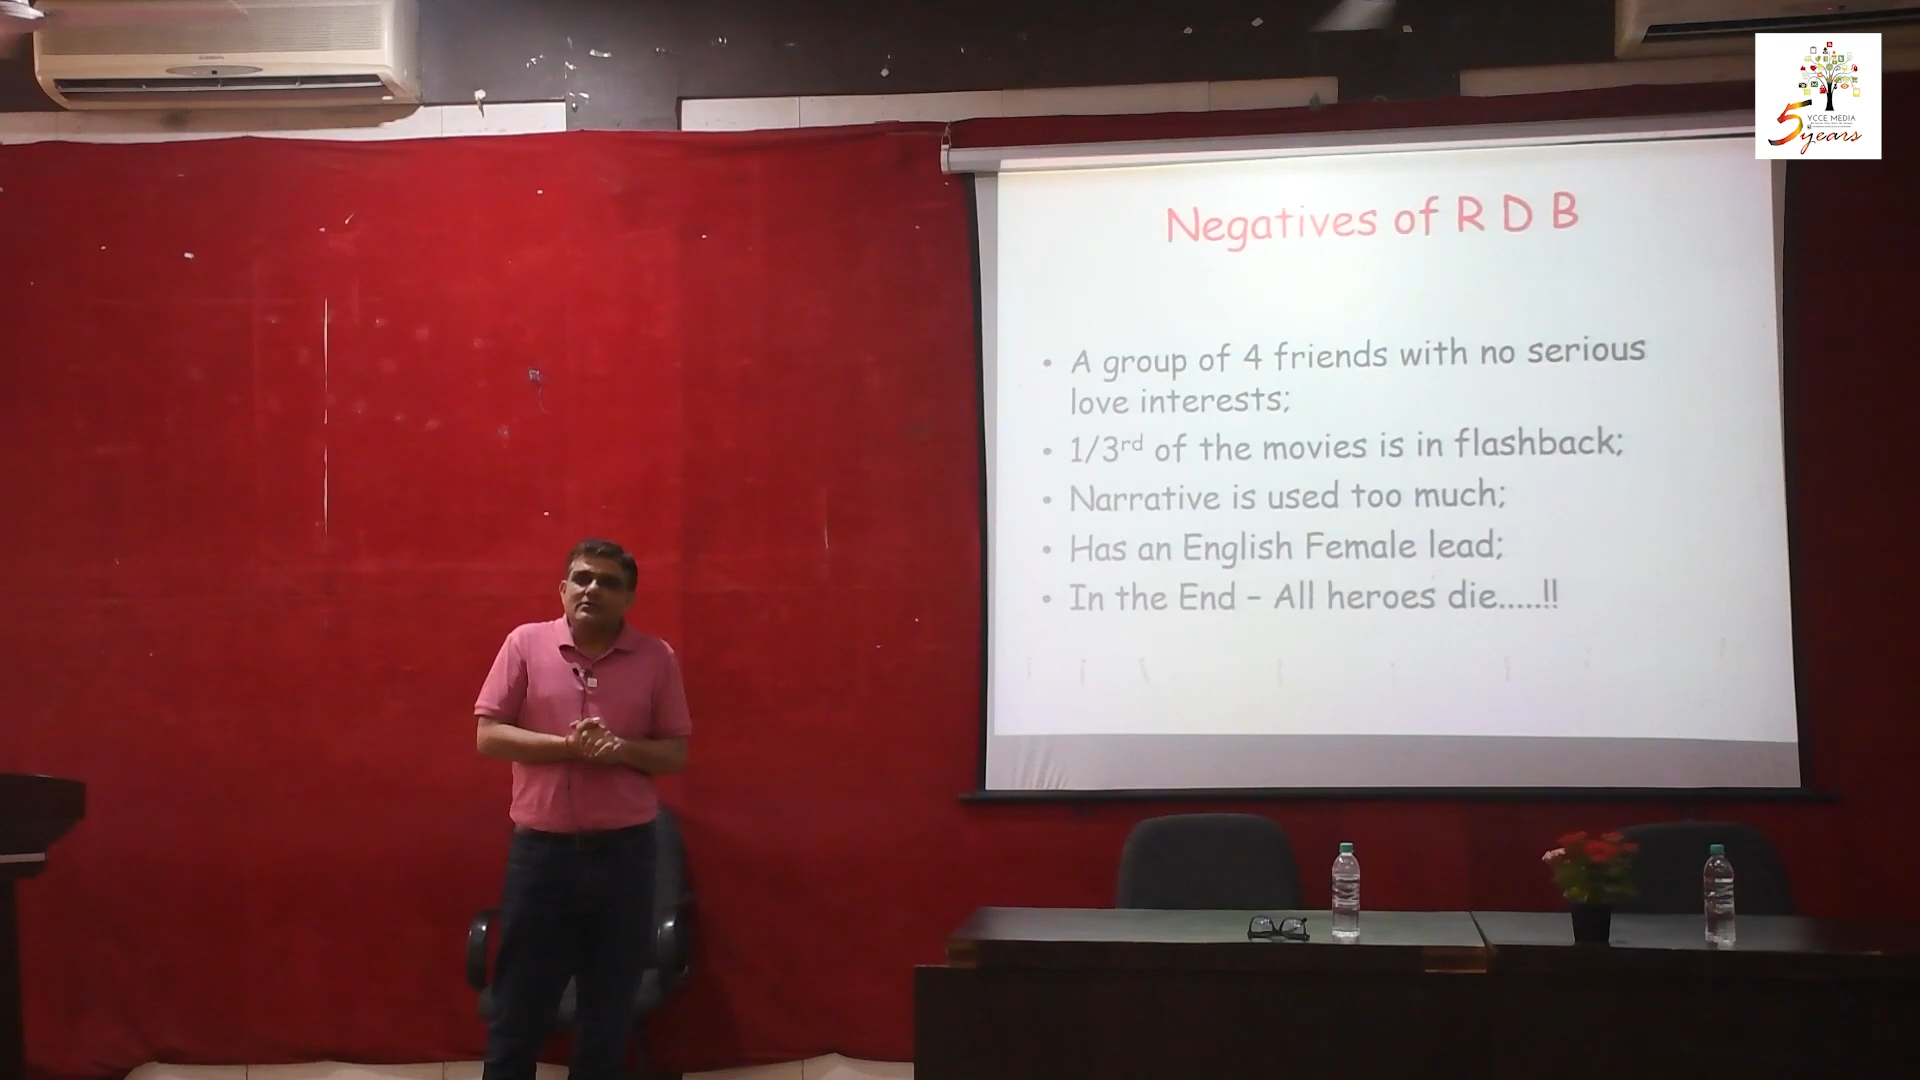 YCCE MEDIA
5 years
Negatives of R D B
• A group of 4 friends with no serious
love interests;
• 1/3rd of the movies is in flashback;
• Narrative is used too much;
• Has an English Female lead;
• In the End – All heroes die.....!!